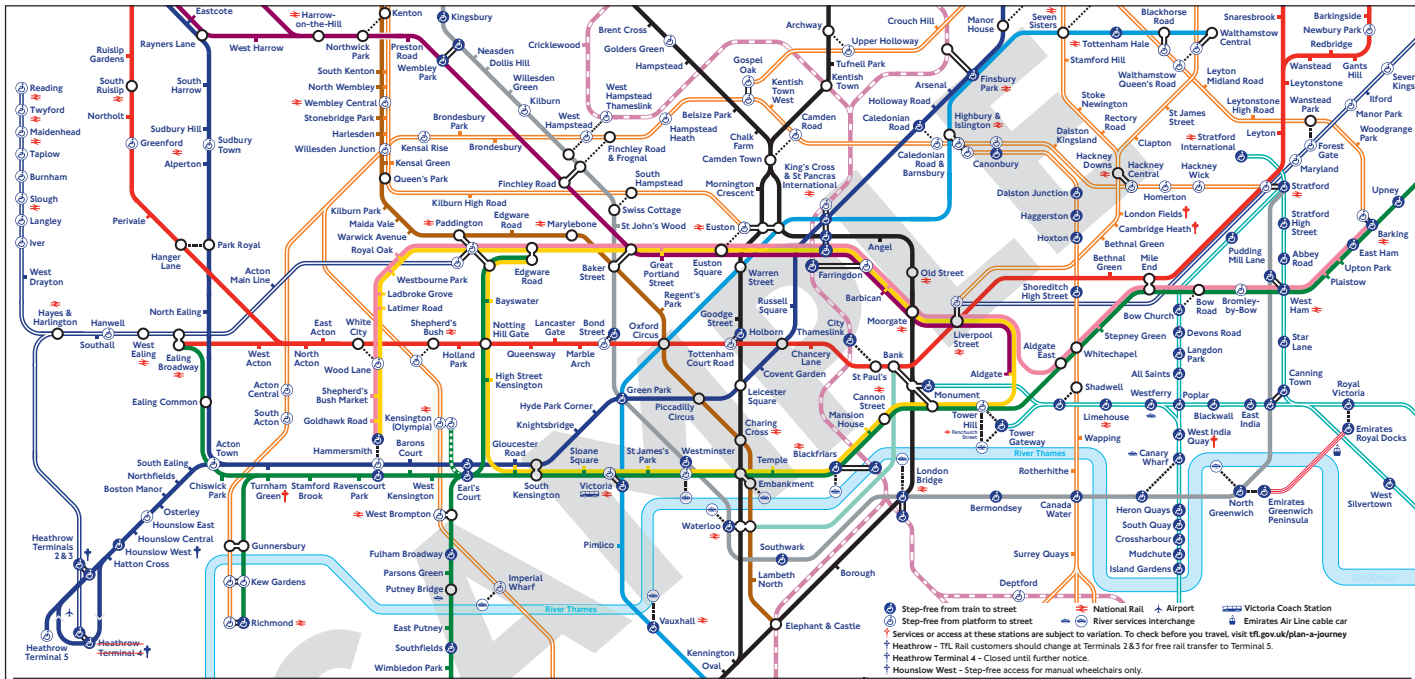 Eastcote
Rayners Lane
West Harrow
Harrow-
on-the-Hill
Northwick
Park
Kenton
Preston
Road
Wembley
Park
Kingsbury
Neasden
Dollis Hill
Willesden
Green
Kilburn
Cricklewood
Brent Cross
Golders Green
Hampstead
Belsize Park
Chalk
Farm
Camden Town
Archway
Upper Holloway
Tufnell Park
Kentish
Town
Gospel
Oak
Kentish
Town
West
Camden
Road
Crouch Hill
Manor
House
Seven
Sisters
Blackhorse
Road
Tottenham Hale
Walthamstow
Central
Stamford Hill
Walthamstow
Queen's Road
Leyton
Midland Road
Snaresbrook
Barkingside
Newbury Park
Redbridge
Wanstead
Gants
Hill
Leytonstone
Leytonstone
High Road
Wanstead
Park
Leyton
Seven
Kings
Ilford
Manor Park
Woodgrange
Park
Forest
Gate
Maryland
Ruislip
Gardens
South
Ruislip
Northolt
Greenford
Perivale
Hanger
Lane
Park Royal
South
Harrow
Sudbury Hill
Sudbury
Town
Alperton
South Kenton
North Wembley
Wembley Central
Stonebridge Park
Harlesden
Willesden Junction
Kensal Green
Queen's Park
Kensal Rise
Brondesbury
Park
Brondesbury
West
Hampstead
West
Hampstead
Thameslink
Hampstead
Heath
Finchley Road
& Frognal
Finchley Road
South
Hampstead
Kilburn High Road
Swiss Cottage
St John's Wood
Kilburn Park
Maida Vale
Warwick Avenue
Royal Oak
Paddington
Edgware
Road
Marylebone
Edgware
Road
Baker
Street
Mornington
Crescent
King's Cross
& St Pancras
International
Euston
Euston
Square
Great
Portland
Street
Warren
Street
Regent's
Park
Russell
Square
Goodge
Street
Farringdon
Barbican
Angel
Old Street
Moorgate
Liverpool
Street
Arsenal
Holloway Road
Caledonian
Road
Finsbury
Park
Highbury &
Islington
Caledonian
Road &
Barnsbury
Canonbury
Stoke
Newington
Rectory
Road
Dalston
Kingsland
Dalston Junction
Haggerston
Hoxton
Shoreditch
High Street
Clapton
St James
Street
Hackney
Downs
Hackney
Central
Homerton
Hackney
Wick
London Fields
Cambridge Heath
Bethnal Green
Bethnal
Green
Mile
End
Stratford
International
Stratford
Stratford
High Street
Pudding
Mill Lane
Abbey
Road
Upney
Barking
East Ham
Upton Park
Plaistow
West
Ham
Bromley-
by-Bow
Bow
Road
Bow Church
Stepney Green
Whitechapel
Devons Road
Langdon
Park
All Saints
Star
Lane
Canning
Town
Royal
Victoria
Emirates
Royal Docks
Reading
Twyford
Maidenhead
Taplow
Burnham
Slough
Langley
Iver
West
Drayton
Hayes &
Harlington
Southall
Hanwell
West
Ealing
Ealing
Broadway
Acton
Main Line
North Ealing
Ealing Common
West
Acton
North
Acton
East
Acton
White
City
Wood Lane
Shepherd's
Bush
Holland
Park
Notting
Hill Gate
Queensway
Lancaster
Gate
Marble
Arch
Bond
Street
Oxford
Circus
Tottenham
Court Road
Holborn
Chancery
Lane
St Paul's
Bank
City
Thameslink
Westbourne Park
Ladbroke Grove
Latimer Road
Bayswater
High Street
Kensington
Shepherd's
Bush Market
Goldhawk Road
Hammersmith
Kensington
(Olympia)
Acton
Central
South
Acton
Acton
Town
South Ealing
Northfields
Boston Manor
Osterley
Hounslow East
Hounslow Central
Hounslow West
Hatton Cross
Heathrow
Terminals
2 & 3
Heathrow
Terminal 5
Heathrow
Terminal 4
Chiswick
Park
Turnham
Green
Stamford
Brook
Ravenscourt
Park
Barons
Court
West
Kensington
Earl's
Court
Gloucester
Road
South
Kensington
Knightsbridge
Hyde Park Corner
Green Park
Piccadilly
Circus
Leicester
Square
Covent Garden
Charing
Cross
Sloane
Square
Victoria
St James's
Park
Westminster
Embankment
Temple
Blackfriars
Mansion
House
Cannon
Street
Monument
Tower
Hill
Fenchurch
Street
Tower
Gateway
Aldgate
East
Aldgate
Shadwell
Limehouse
Westferry
Poplar
Blackwall
East
India
West India
Quay
Canary
Wharf
Heron Quays
South Quay
Crossharbour
Mudchute
Island Gardens
North
Greenwich
Emirates
Greenwich
Peninsula
West
Silvertown
Wapping
Rotherhithe
Canada
Water
Surrey Quays
Bermondsey
London
Bridge
River Thames
Waterloo
Southwark
Lambeth
North
Borough
Elephant & Castle
Kennington
Oval
Vauxhall
Pimlico
Deptford
West Brompton
Fulham Broadway
Parsons Green
Putney Bridge
East Putney
Southfields
Wimbledon Park
Imperial
Wharf
River Thames
Gunnersbury
Kew Gardens
Richmond
SAMPLE
Step-free from train to street
Step-free from platform to street
National Rail
River services interchange
Airport
Victoria Coach Station
Emirates Air Line cable car
† Services or access at these stations are subject to variation. To check before you travel, visit tfl.gov.uk/plan-a-journey
† Heathrow - TfL Rail customers should change at Terminals 2 & 3 for free rail transfer to Terminal 5.
† Heathrow Terminal 4 - Closed until further notice.
† Hounslow West - Step-free access for manual wheelchairs only.